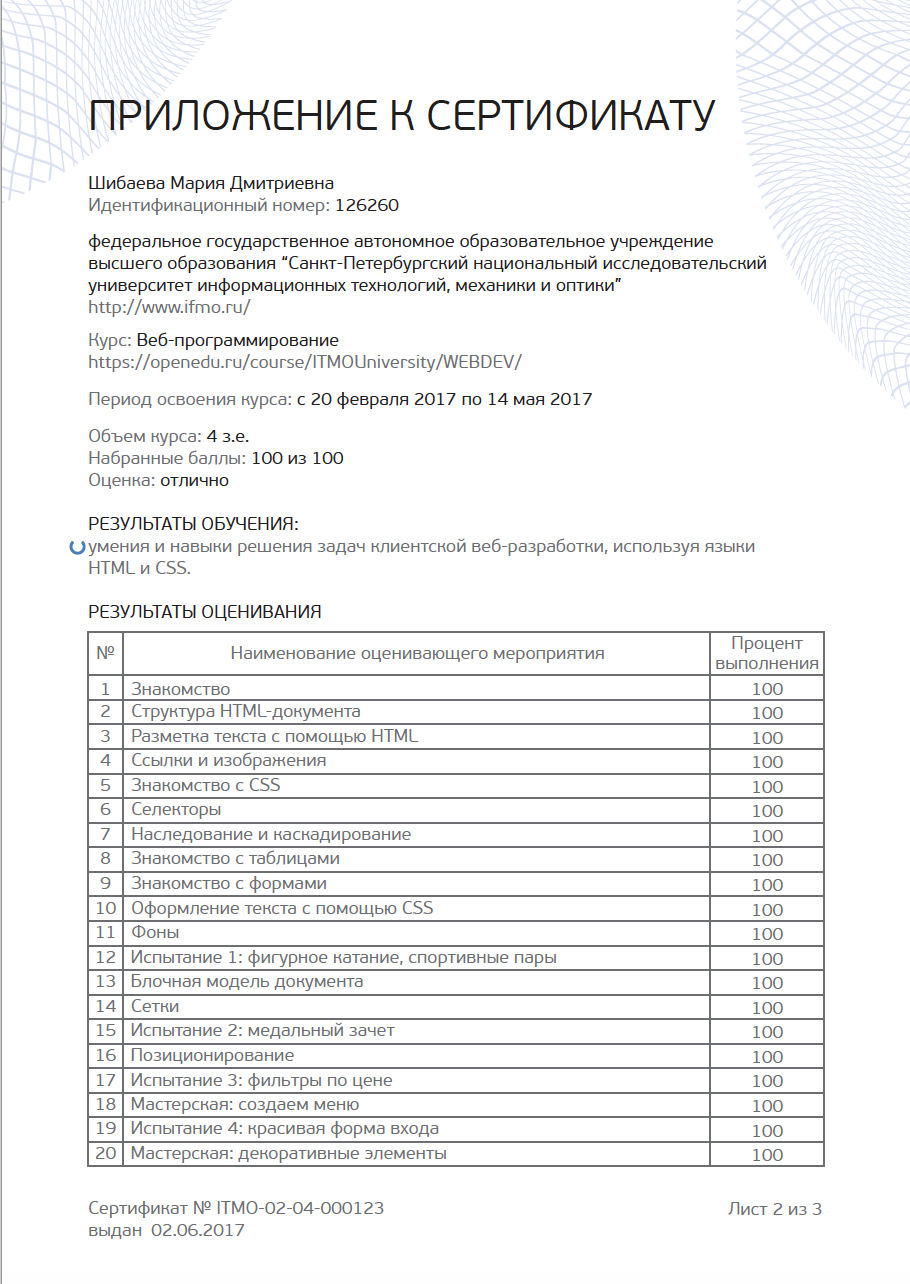 ПРИЛОЖЕНИЕ К СЕРТИФИКАТУ
Шибаева Мария Дмитриевна
Идентификационный номер: 126260
федеральное государственное автономное образовательное учреждение
высшего образования “Санкт-Петербургский национальный исследовательский
университет информационных технологий, механики и оптики”
http://www.ifmo.ru/
Курс: Веб-программирование
https://openedu.ru/course/ITMOUniversity/WEBDEV/
Период освоения курса: с 20 февраля 2017 по 14 мая 2017
Объем курса: 4 з.е.
Набранные баллы: 100 из 100
Оценка: отлично
РЕЗУЛЬТАТЫ ОБУЧЕНИЯ:
умения и навыки решения задач клиентской веб-разработки, используя языки
HTML и CSS.
РЕЗУЛЬТАТЫ ОЦЕНИВАНИЯ
№ Наименование оценивающего мероприятия Процент
выполнения
1 Знакомство 100
2 Структура HTML-документа 100
3 Разметка текста с помощью HTML 100
4 Ссылки и изображения 100
5 Знакомство с CSS 100
6 Селекторы 100
7 Наследование и каскадирование 100
8 Знакомство с таблицами 100
9 Знакомство с формами 100
10 Оформление текста с помощью CSS 100
11 Фоны 100
12 Испытание 1: фигурное катание, спортивные пары 100
13 Блочная модель документа 100
14 Сетки 100
15 Испытание 2: медальный зачет 100
16 Позиционирование 100
17 Испытание 3: фильтры по цене 100
18 Мастерская: создаем меню 100
19 Испытание 4: красивая форма входа 100
20 Мастерская: декоративные элементы 100
Сертификат № ITMO-02-04-000123 Лист 2 из 3
выдан 02.06.2017